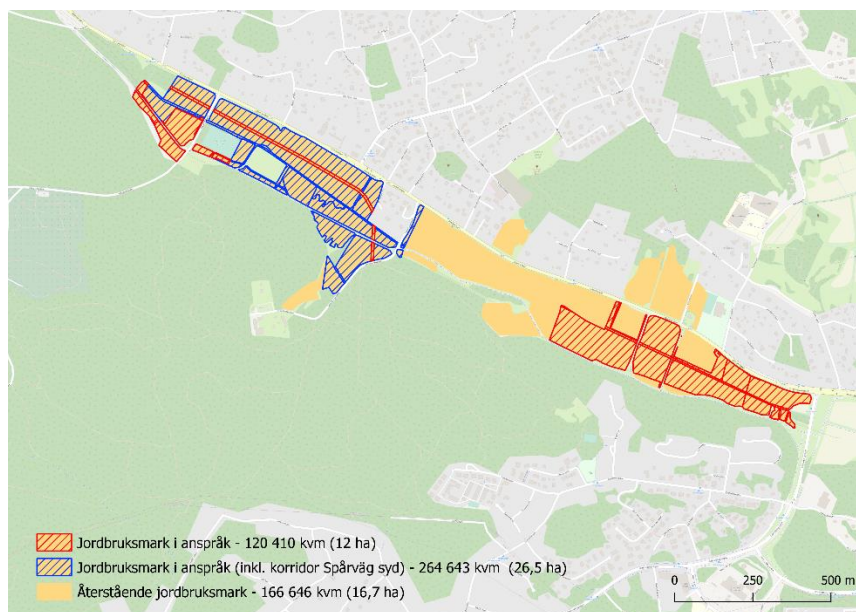 Jordbruksmark i anspråk - 120 410 kvm (12 ha)
Jordbruksmark i anspråk (inkl. korridor Spårväg syd) - 264 643 kvm (26,5 ha)
Återstående jordbruksmark - 166 646 kvm (16,7 ha)
0 250 500 m